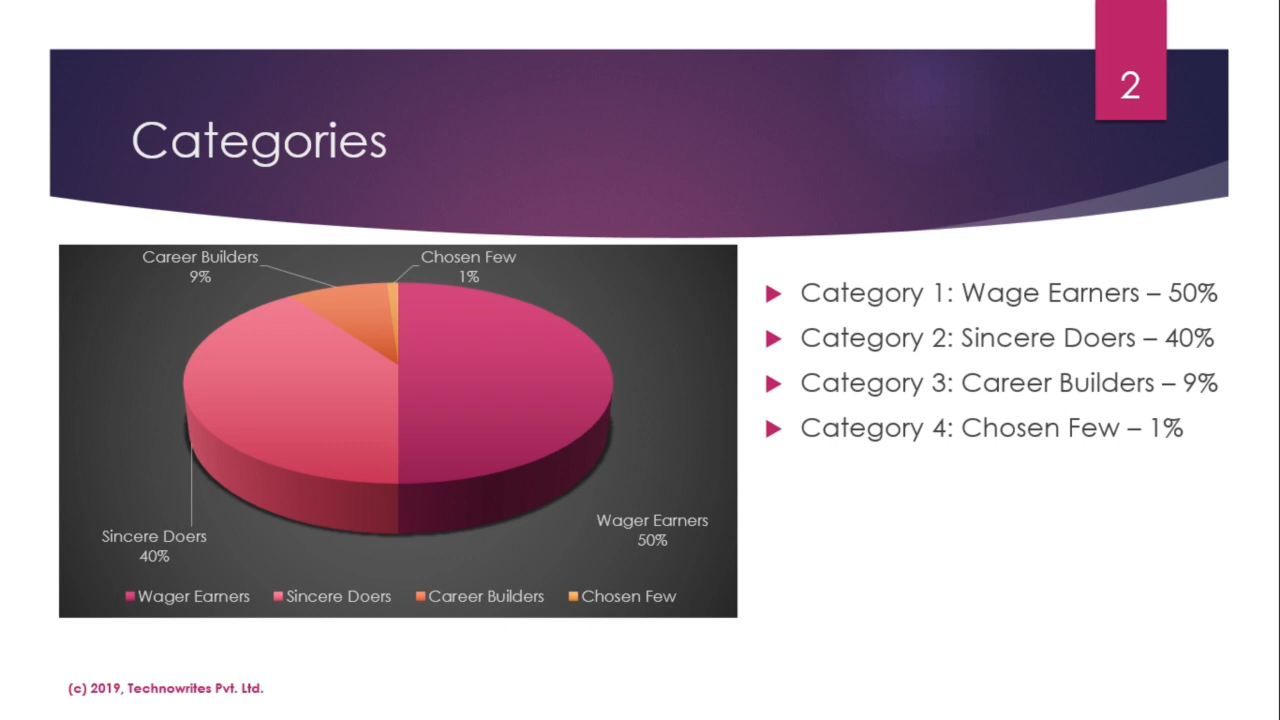 2
Categories
Career Builders
9%
Chosen Few
1%
Sincere Doers
40%
Wager Earners
50%
Wager Earners Sincere Doers Career Builders Chosen Few
Category 1: Wage Earners – 50%
Category 2: Sincere Doers – 40%
Category 3: Career Builders – 9%
Category 4: Chosen Few – 1%
(c) 2019, Technowrites Pvt. Ltd.